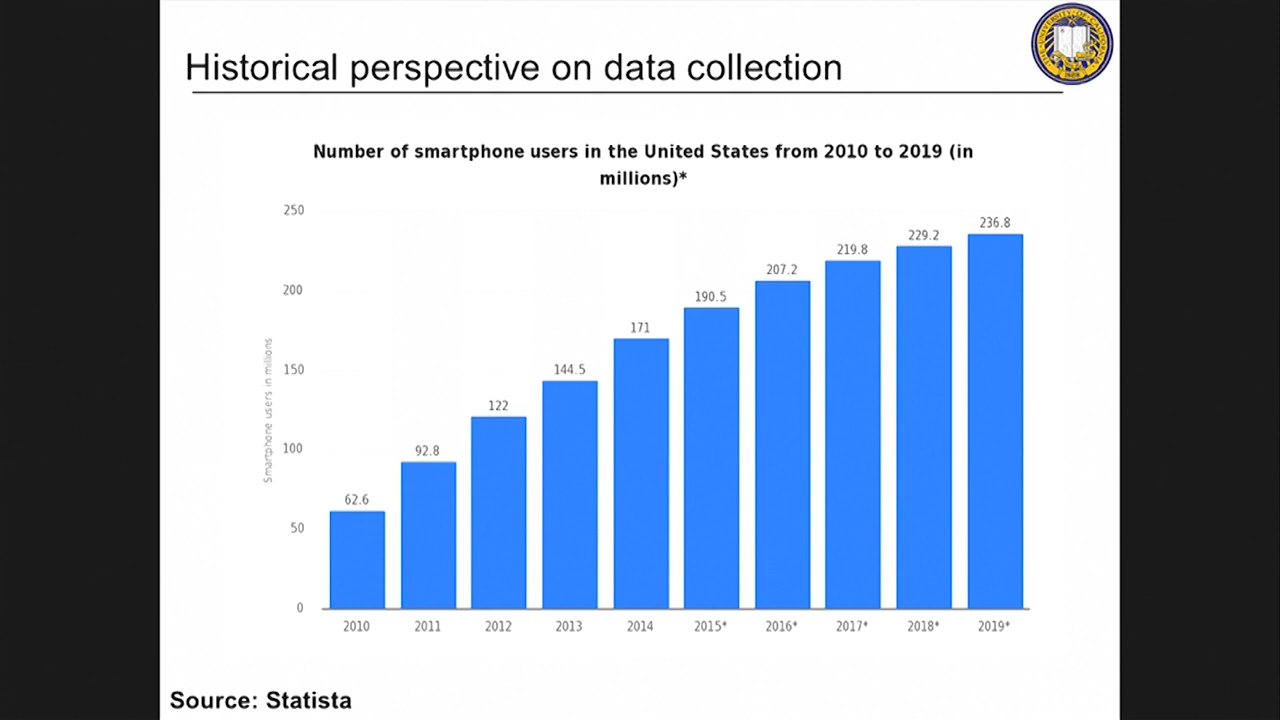 Historical perspective on data collection
Number of smartphone users in the United States from 2010 to 2019 (in
millions)*
Smartphone users in millions
250
200
150
100
50
0
62.6
92.8
122
144.5
171
190.5
207.2
219.8
229.2
236.8
2010 2011 2012 2013 2014 2015* 2016* 2017* 2018* 2019*
Source: Statista